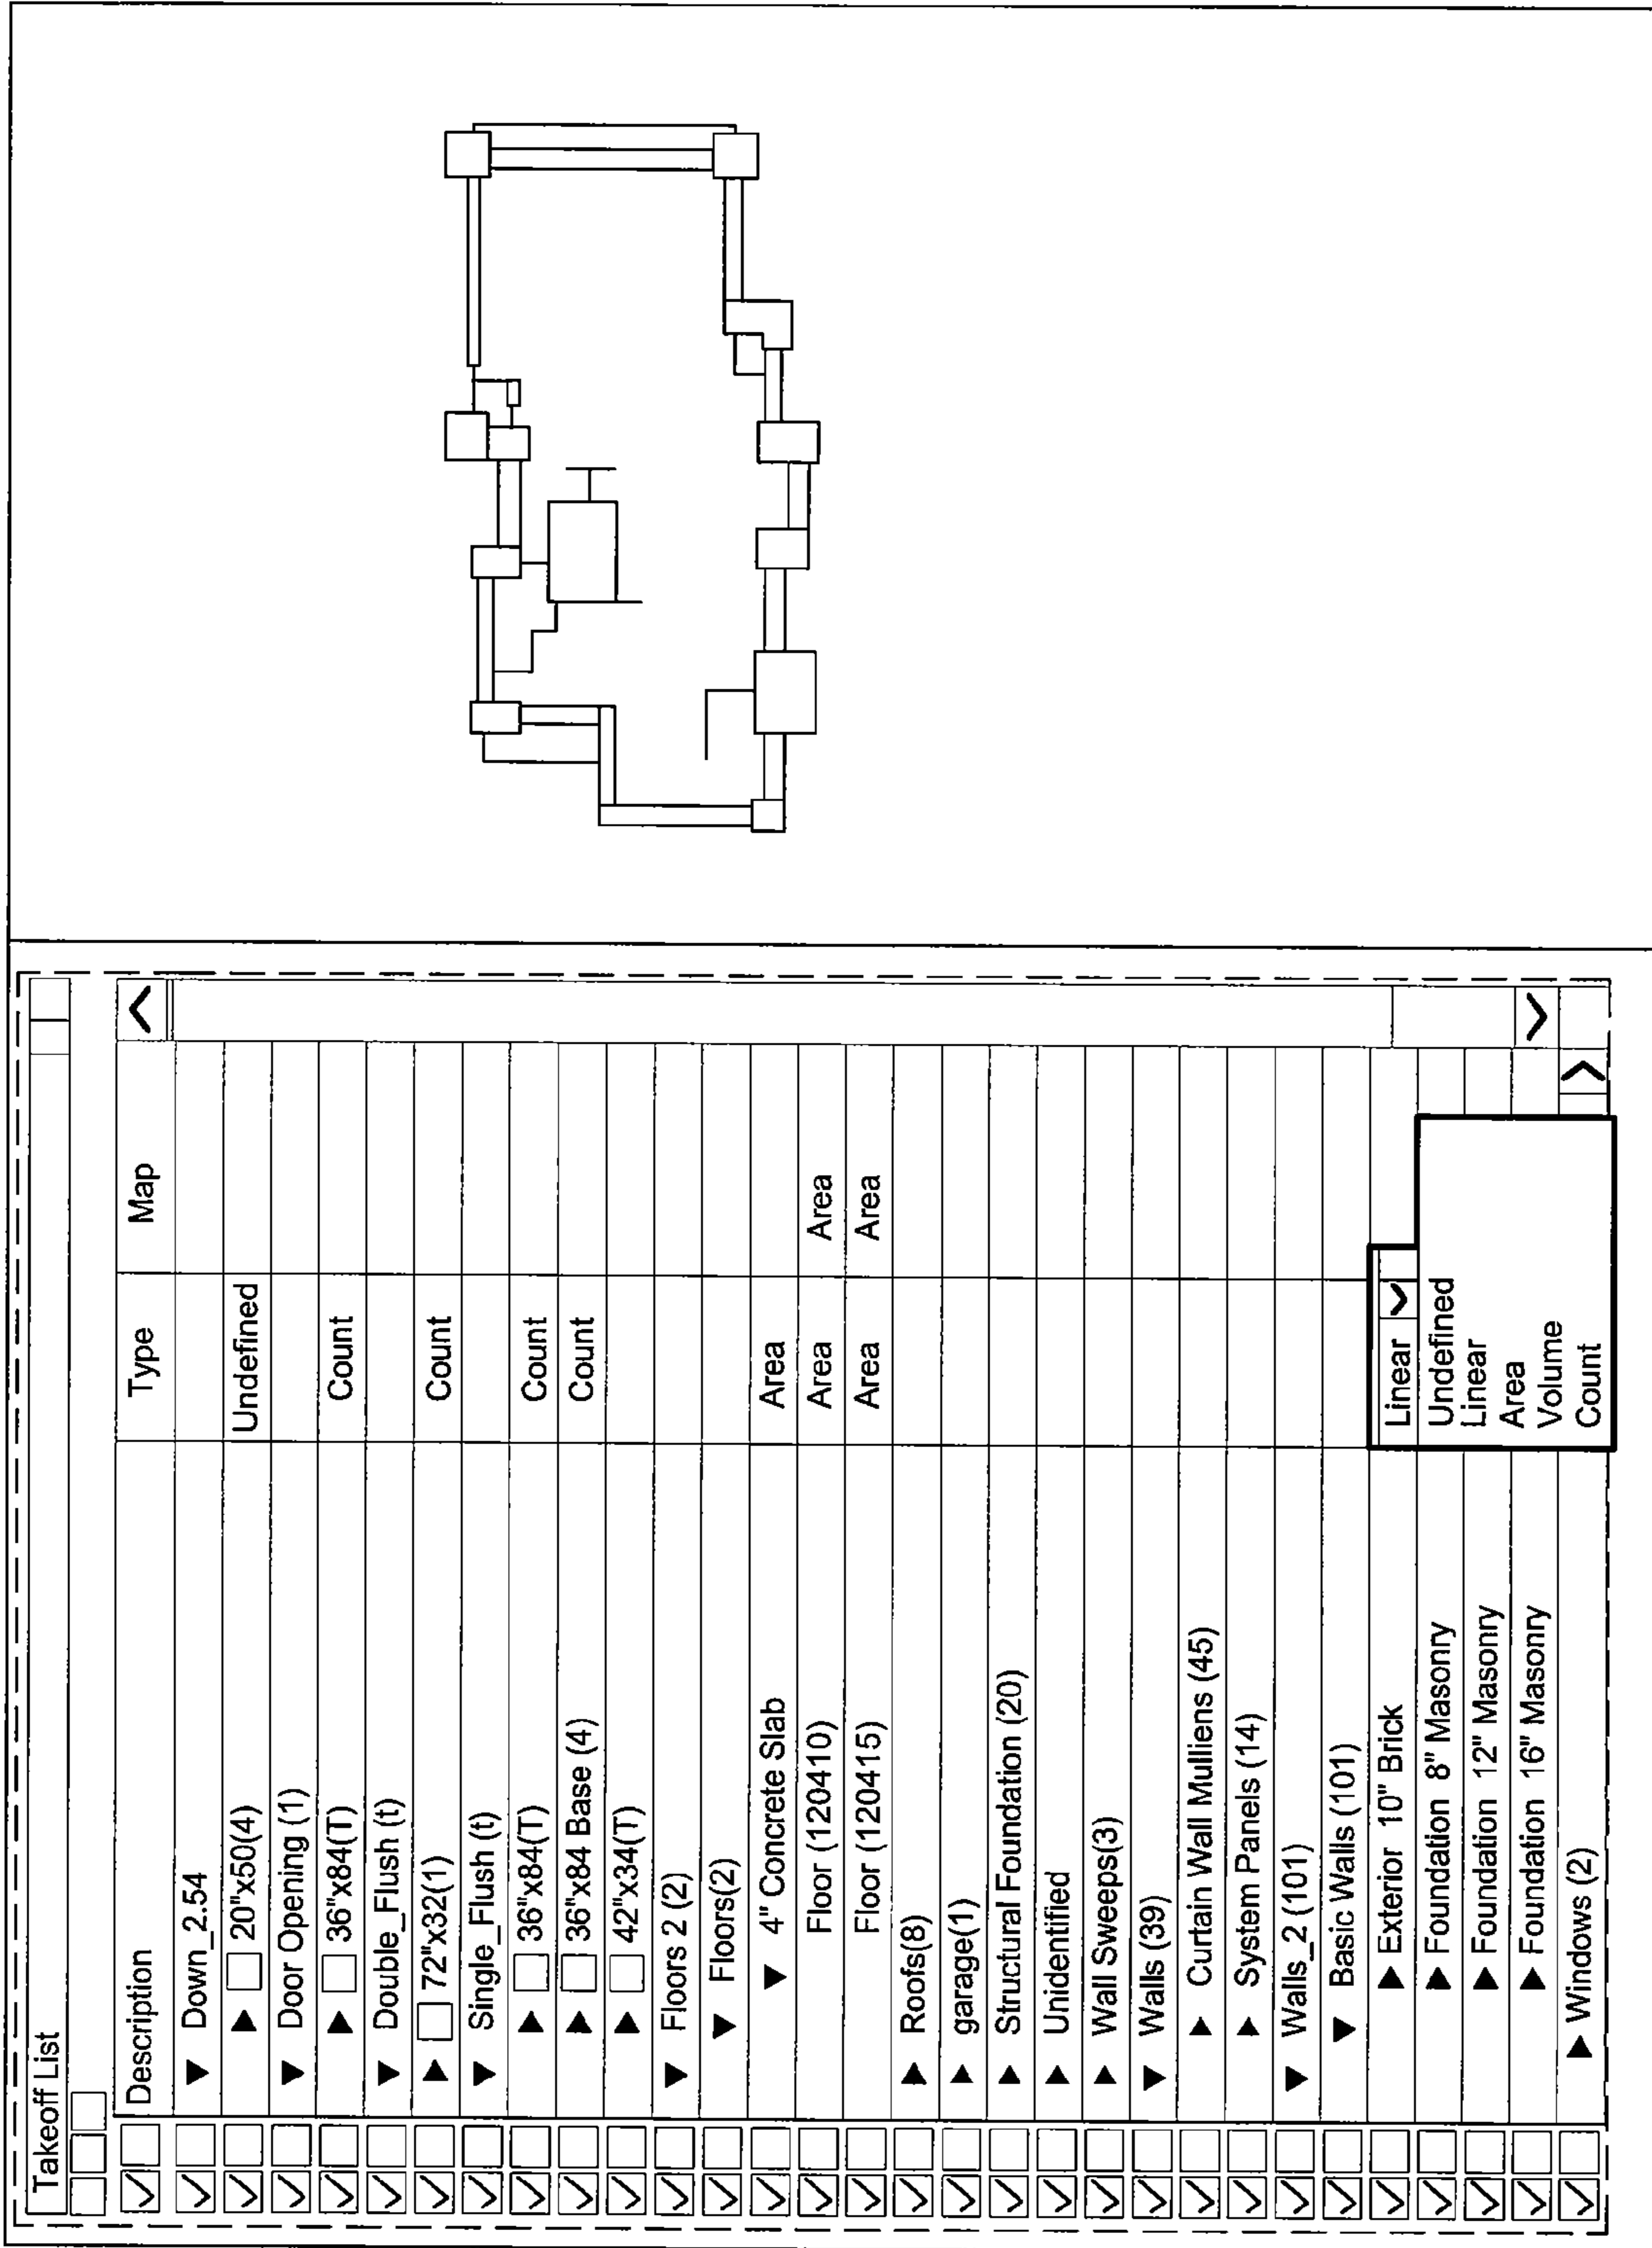 Takeoff List
Description Type Map
Down_2.54
20"x50(4) Undefined
Door Opening (1)
36"x84(T) Count
Double_Flush (t)
72"x32(1) Count
Single_Flush (t)
36"x84(T) Count
36"x84 Base (4) Count
42"x34(T)
Floors 2 (2)
Floors(2)
4" Concrete Slab Area
Floor (120410) Area Area
Floor (120415) Area Area
Roofs(8)
garage(1)
Structural Foundation (20)
Unidentified
Wall Sweeps(3)
Walls (39)
Curtain Wall Mulliens (45)
System Panels (14)
Walls_2 (101)
Basic Walls (101)
Exterior 10" Brick Linear
Foundation 8" Masonry Undefined
Foundation 12" Masonry Linear
Area
Foundation 16" Masonry Volume
Windows (2) Count